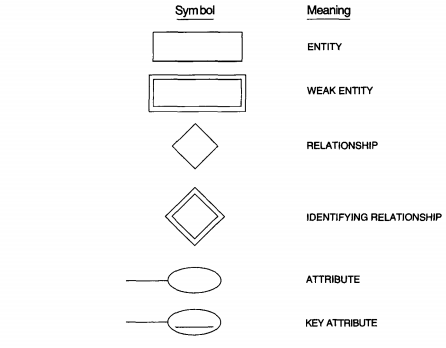 Symbol Meaning
ENTITY
WEAK ENTITY
RELATIONSHIP
IDENTIFYING RELATIONSHIP
ATTRIBUTE
KEY ATTRIBUTE